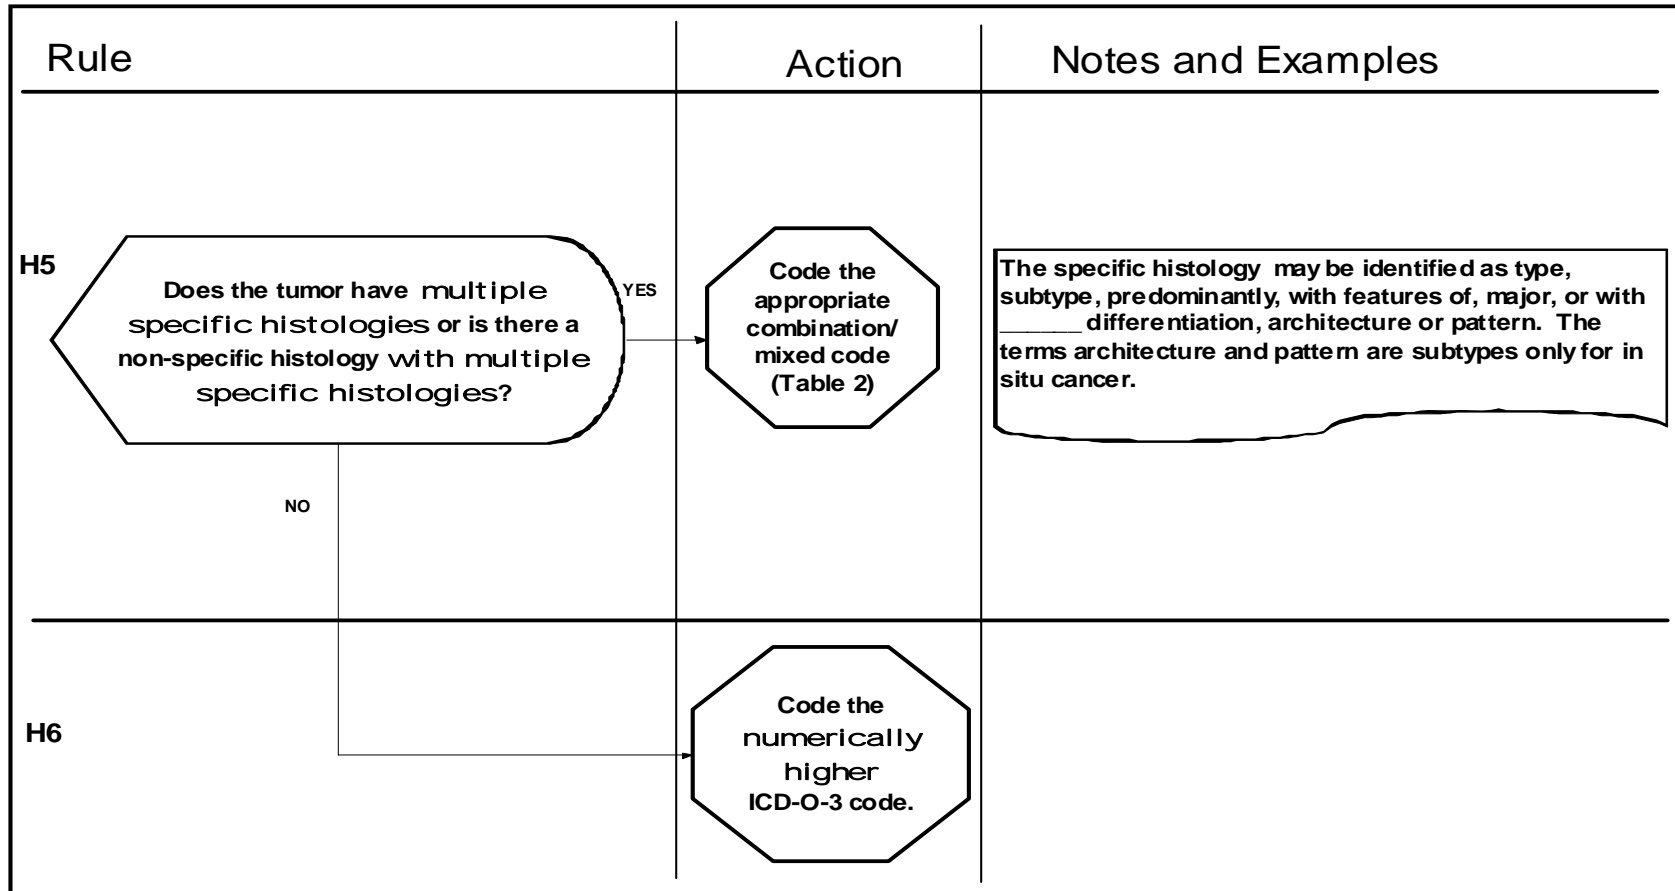 Rule
Action
Notes and Examples
H5
Does the tumor have multiple
specific histologies or is there a
non-specific histology with multiple
specific histologies?
YES
NO
Code the
appropriate
combination/
mixed code
(Table 2)
The specific histology may be identified as type,
subtype, predominantly, with features of, major, or with
______ differentiation, architecture or pattern. The
terms architecture and pattern are subtypes only for in
situ cancer.
H6
Code the
numerically
higher
ICD-O-3 code.